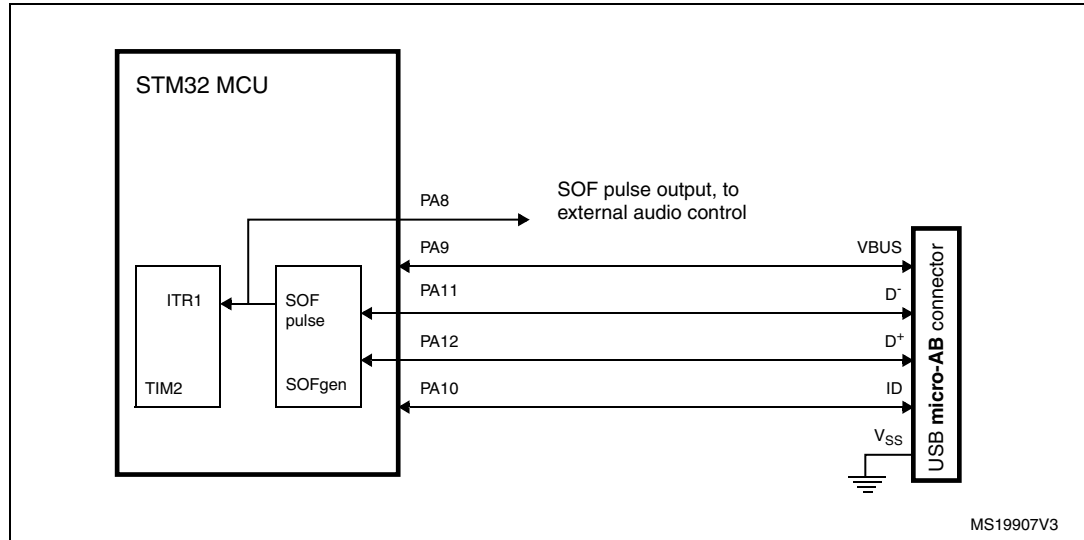 STM32 MCU
PA8
SOF pulse output, to
external audio control
PA9
VBUS
ITR1
SOF
pulse
PA11
D-
PA12
D+
TIM2
SOFgen
PA10
ID
VSS
USB micro-AB connector
MS19907V3